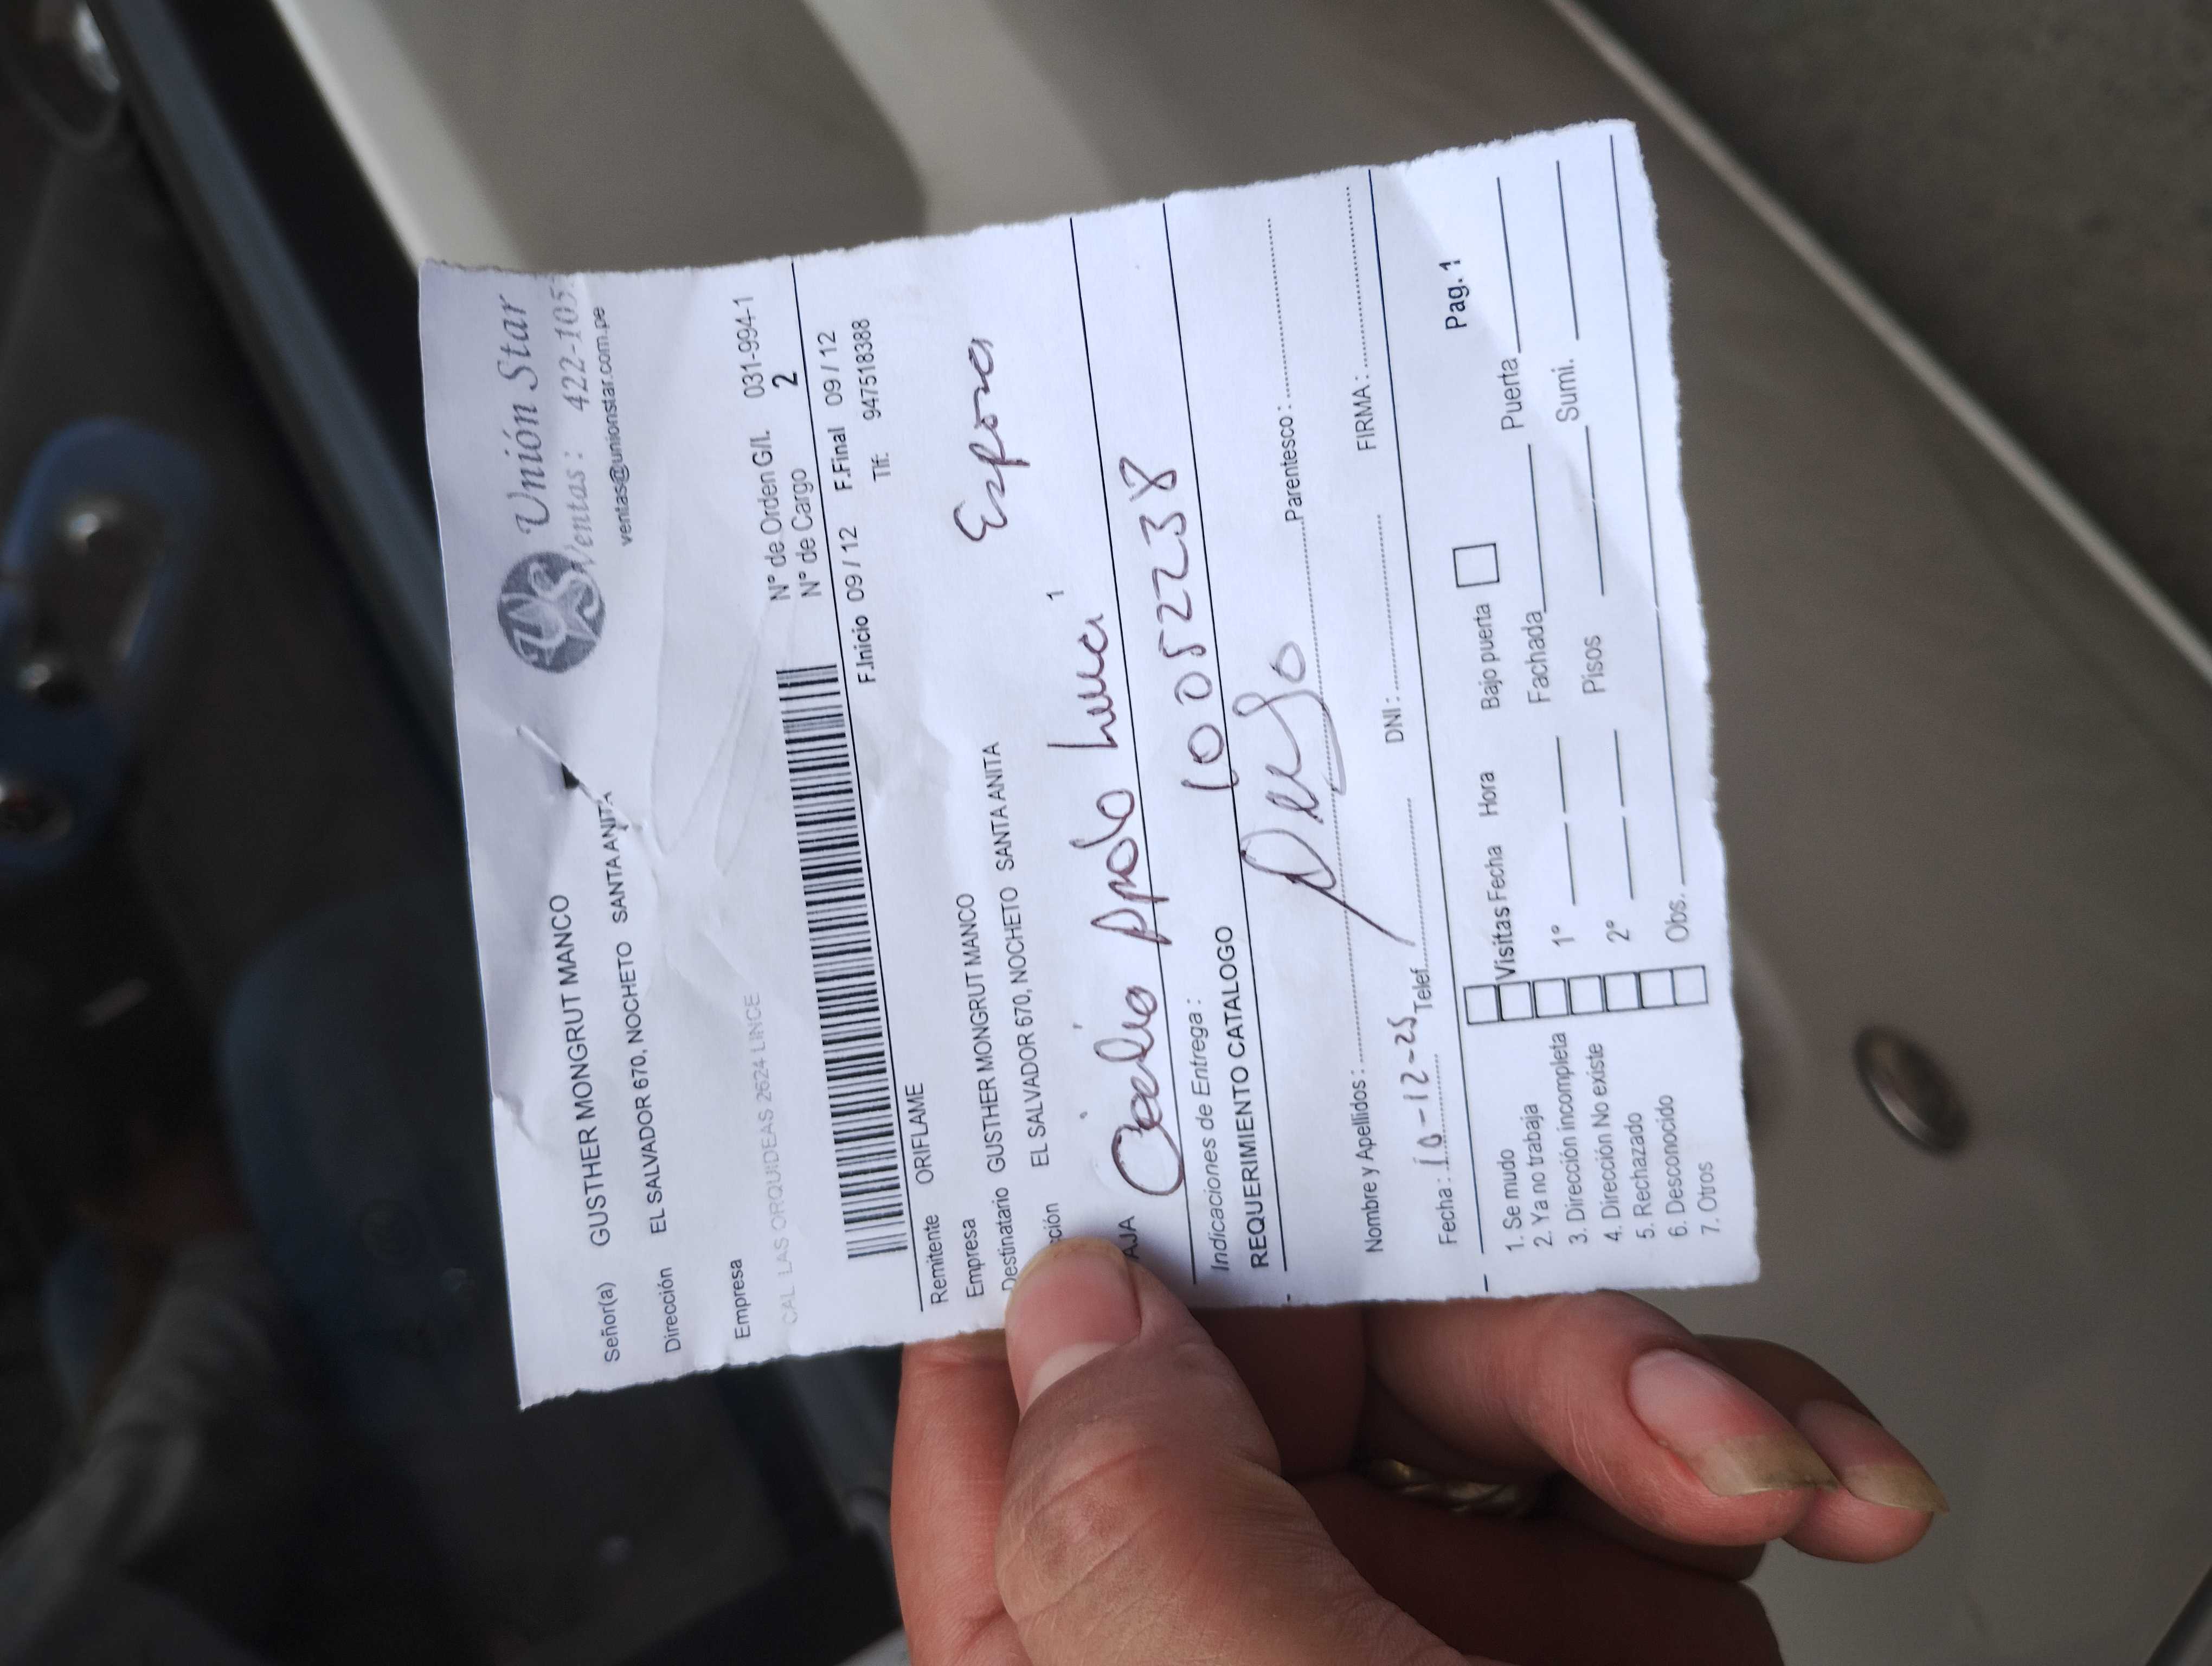 Unión Star
Ventas: 422-105
ventas@unionstar.com.pe
Señor(a) GUSTHER MONGRUT MANCO
Dirección EL SALVADOR 670, NOCHETO SANTA ANITA
Empresa
CAL LAS ORQUIDEAS 2624 LINCE
N° de Orden G/I. 031-994-1
N° de Cargo 2
F.Inicio 09 / 12 F.Final 09 / 12
Remitente ORIFLAME Tlf: 947518388
Empresa
Destinatario GUSTHER MONGRUT MANCO
cción EL SALVADOR 670, NOCHETO SANTA ANITA
Esposa
1
AJA
10052238
Indicaciones de Entrega :
REQUERIMIENTO CATALOGO
Nombre y Apellidos : Parentesco :
Fecha : 10-12-25 Telef. DNI : FIRMA :
Pag. 1
1. Se mudo
2. Ya no trabaja
3. Dirección incompleta
4. Dirección No existe
5. Rechazado
6. Desconocido
7. Otros
Visitas Fecha Hora Bajo puerta
1° Fachada Puerta
2° Pisos Sumi.
Obs.